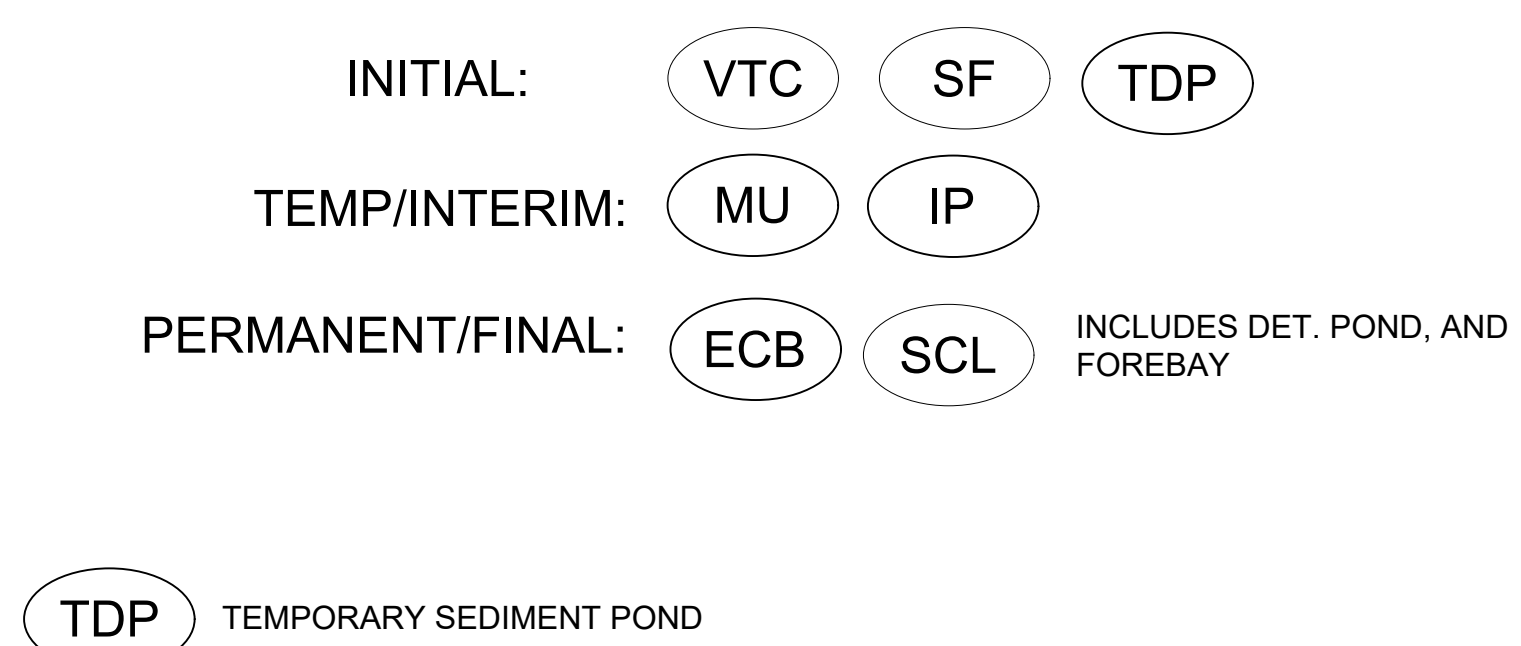 INITIAL: VTC SF TDP
TEMP/INTERIM: MU IP
PERMANENT/FINAL: ECB SCL INCLUDES DET. POND, AND
FOREBAY
TDP TEMPORARY SEDIMENT POND